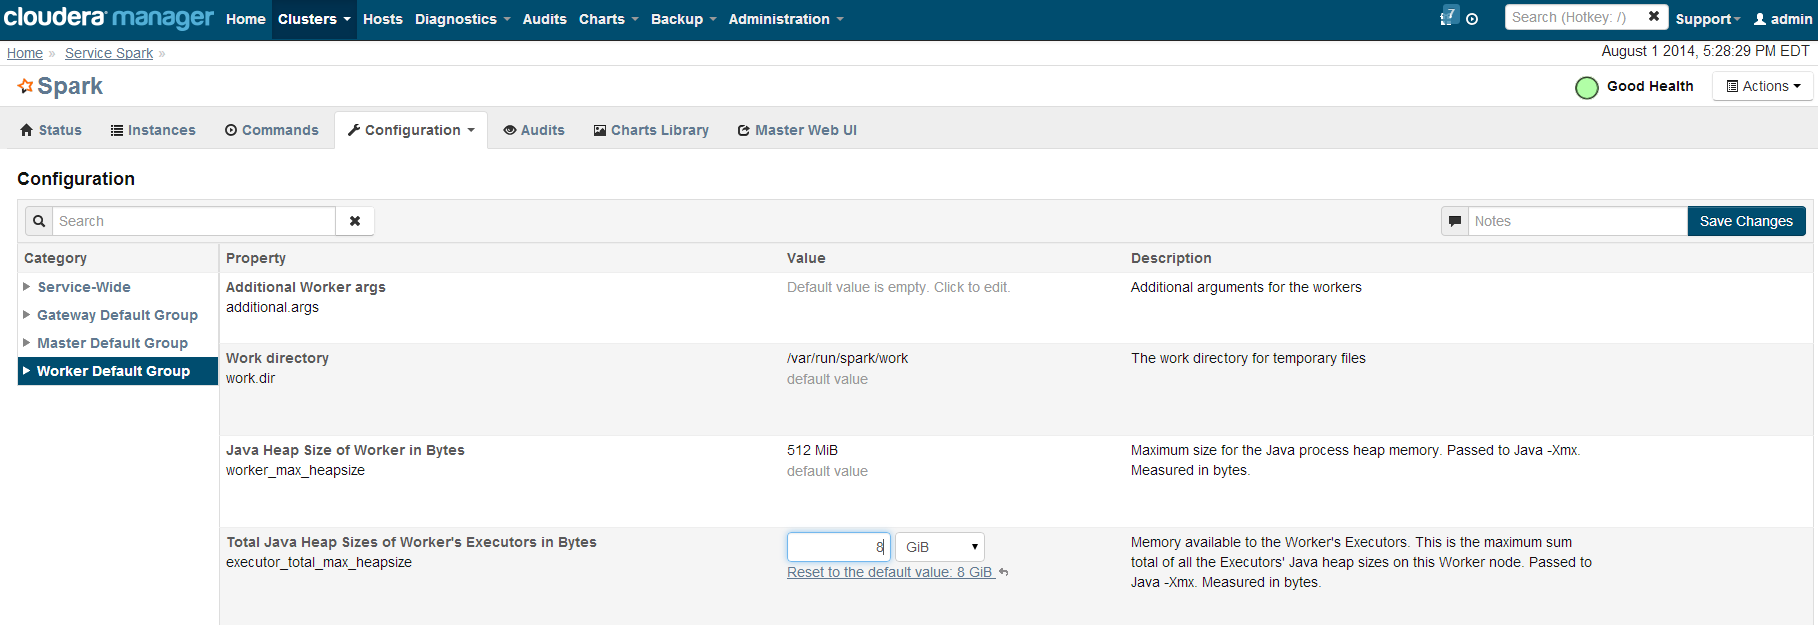 cloudera manager Home Clusters Hosts Diagnostics Audits Charts Backup Administration 7 Search (Hotkey: /) Support admin
Home » Service Spark » August 1 2014, 5:28:29 PM EDT
Spark Good Health Actions
Status Instances Commands Configuration Audits Charts Library Master Web UI
Configuration
Search Notes Save Changes
Category Property Value Description
Service-Wide
Gateway Default Group
Master Default Group
Worker Default Group
Additional Worker args Default value is empty. Click to edit. Additional arguments for the workers
additional.args
Work directory /var/run/spark/work The work directory for temporary files
work.dir default value
Java Heap Size of Worker in Bytes 512 MiB Maximum size for the Java process heap memory. Passed to Java -Xmx.
worker_max_heapsize default value Measured in bytes.
Total Java Heap Sizes of Worker's Executors in Bytes 8 GiB Memory available to the Worker's Executors. This is the maximum sum
executor_total_max_heapsize Reset to the default value: 8 GiB total of all the Executors' Java heap sizes on this Worker node. Passed to
Java -Xmx. Measured in bytes.